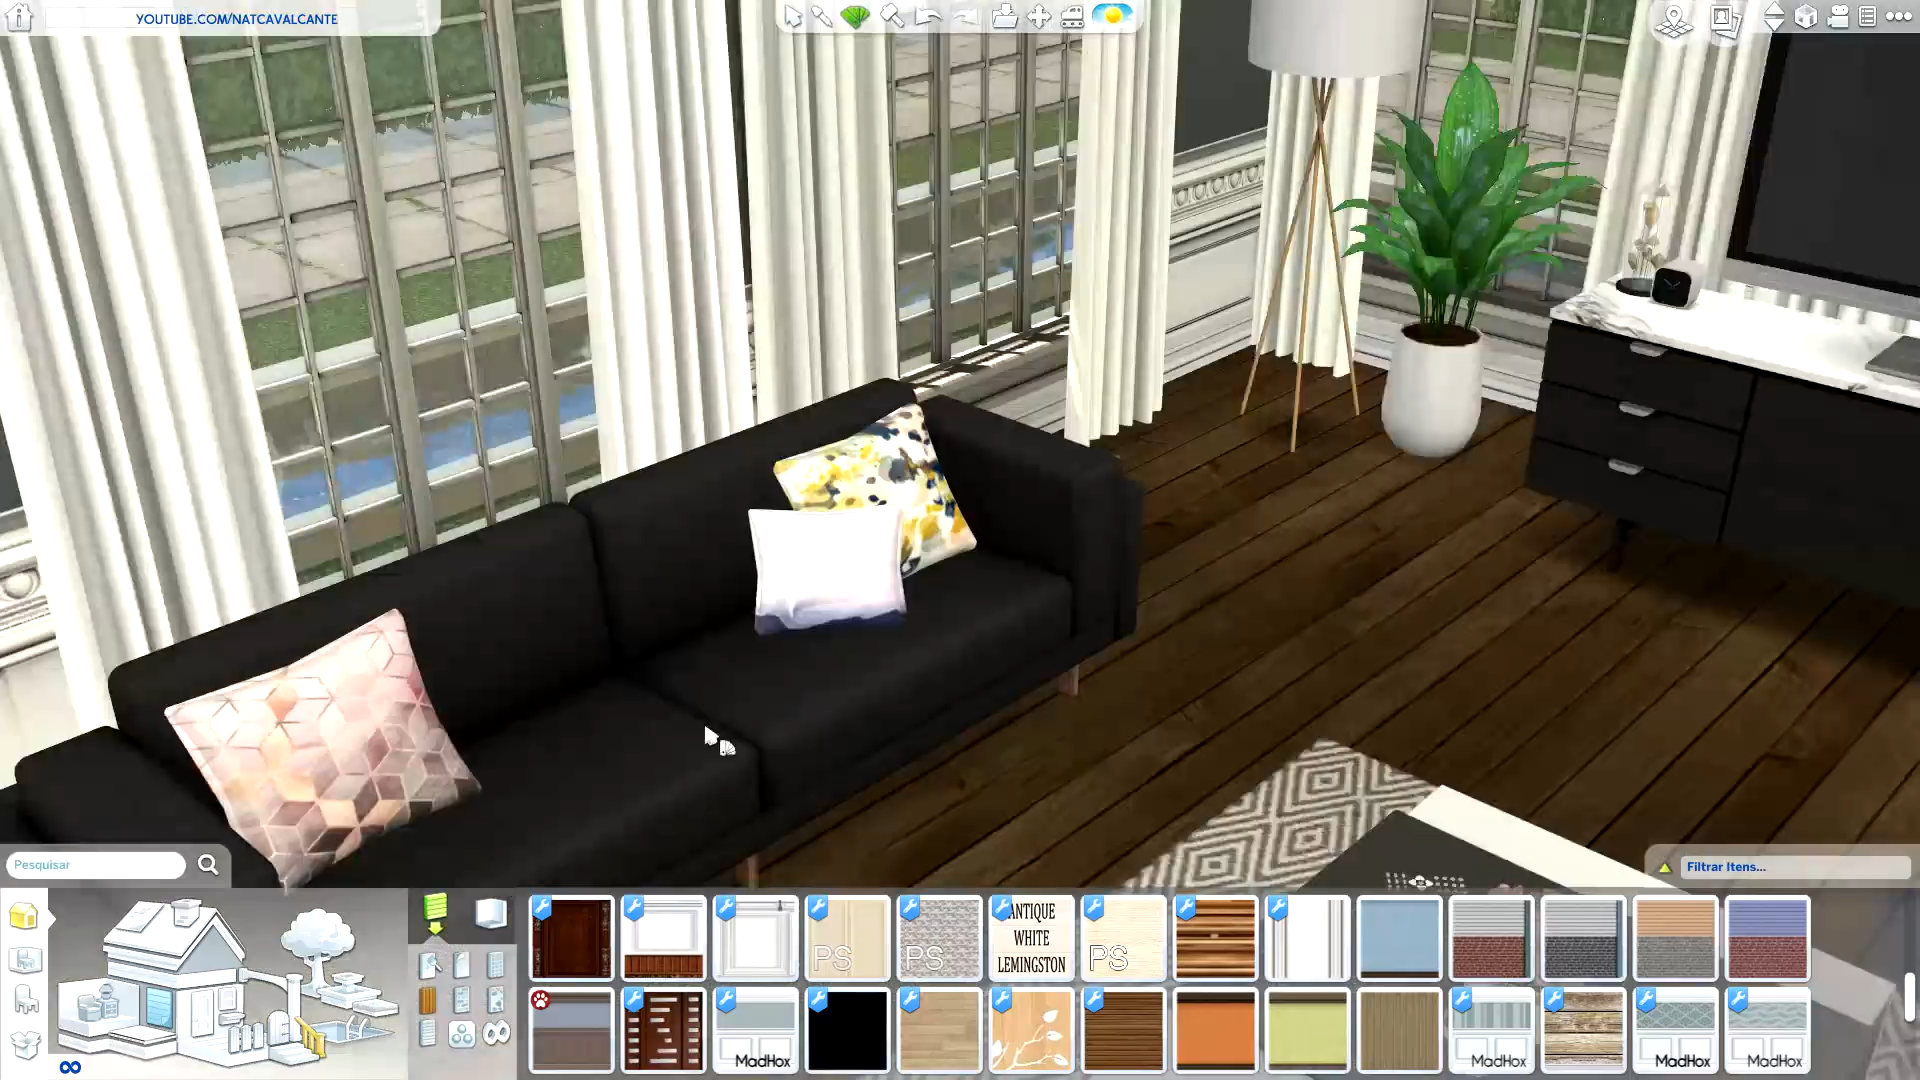 YOUTUBE.COM/NATCAVALCANTE
Pesquisar
Filtrar Itens...
PS
PS
ANTIQUE
WHITE
LEMINGSTON
PS
MadHox
MadHox
MadHox
MadHox